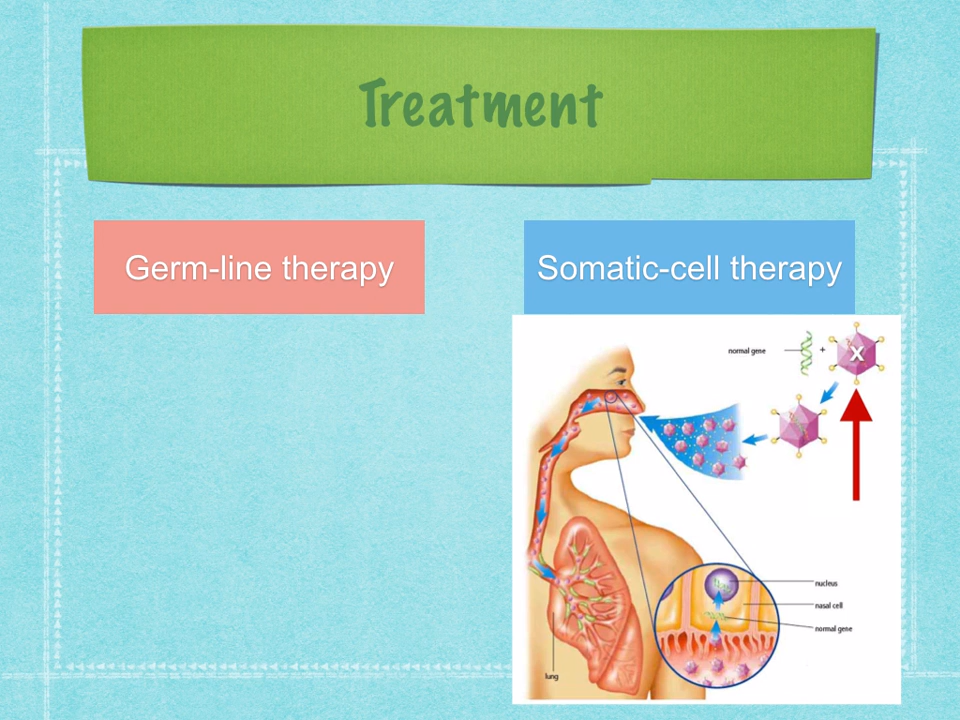 Treatment
Germ-line therapy
Somatic-cell therapy
normal gene
+
X
nucleus
nasal cell
normal gene
lung